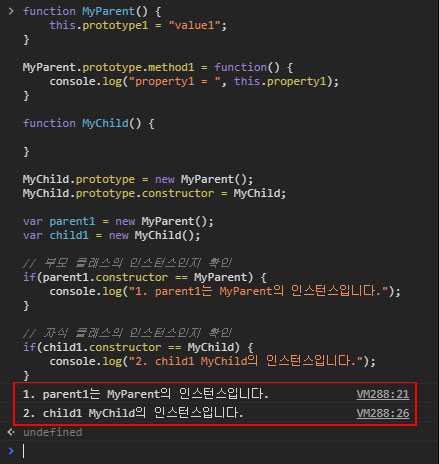 > function MyParent() {
this.prototype1 = "value1";
}
MyParent.prototype.method1 = function() {
console.log("property1 = ", this.property1);
}
function MyChild() {
}
MyChild.prototype = new MyParent();
MyChild.prototype.constructor = MyChild;
var parent1 = new MyParent();
var child1 = new MyChild();
// 부모 클래스의 인스턴스인지 확인
if(parent1.constructor == MyParent) {
console.log("1. parent1는 MyParent의 인스턴스입니다.");
}
// 자식 클래스의 인스턴스인지 확인
if(child1.constructor == MyChild) {
console.log("2. child1 MyChild의 인스턴스입니다.");
}
1. parent1는 MyParent의 인스턴스입니다. VM288:21
2. child1 MyChild의 인스턴스입니다. VM288:26
undefined
>